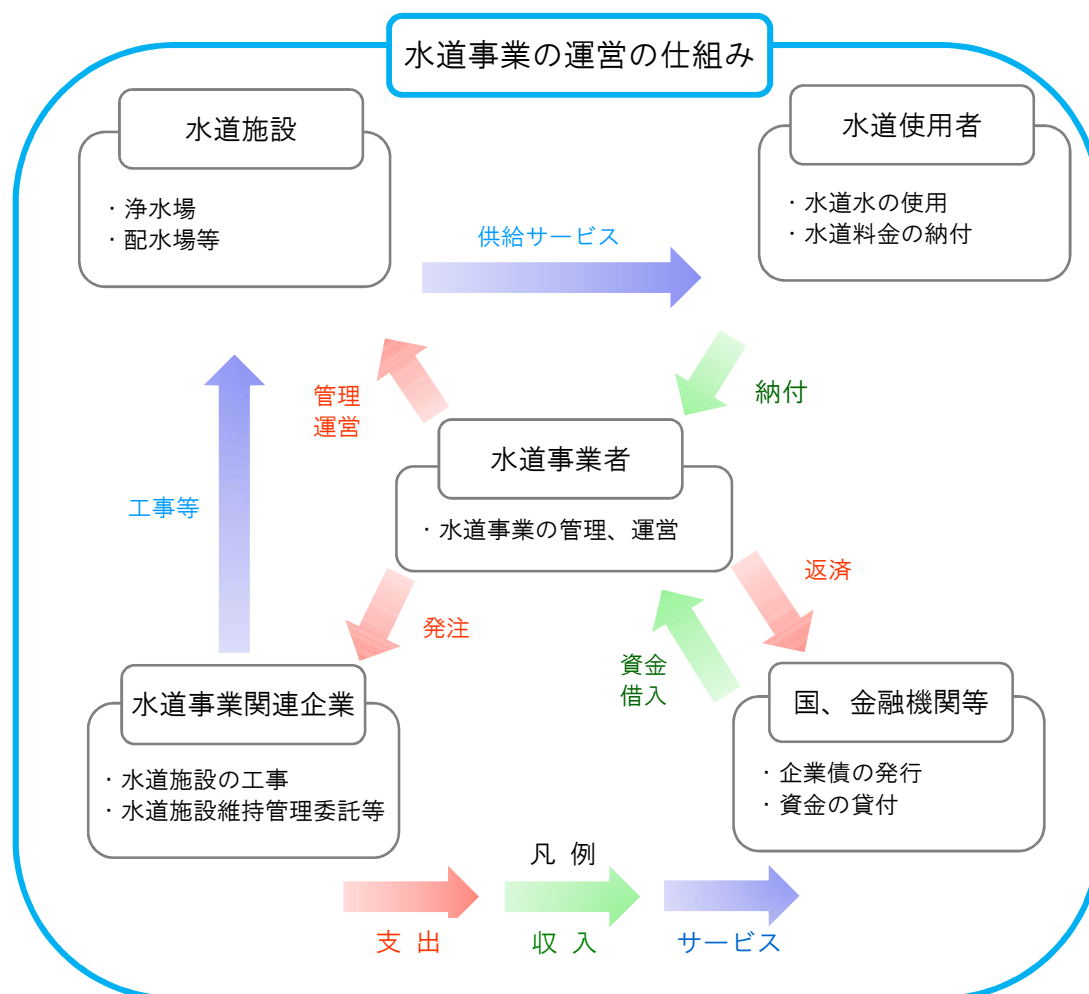 水道事業の運営の仕組み
水道施設
・浄水場
・配水場等
水道使用者
・水道水の使用
・水道料金の納付
供給サービス
管理
運営
納付
水道事業者
・水道事業の管理、運営
工事等
発注
返済
資金
借入
水道事業関連企業
・水道施設の工事
・水道施設維持管理委託等
国、金融機関等
・企業債の発行
・資金の貸付
凡 例
支 出
収 入
サービス